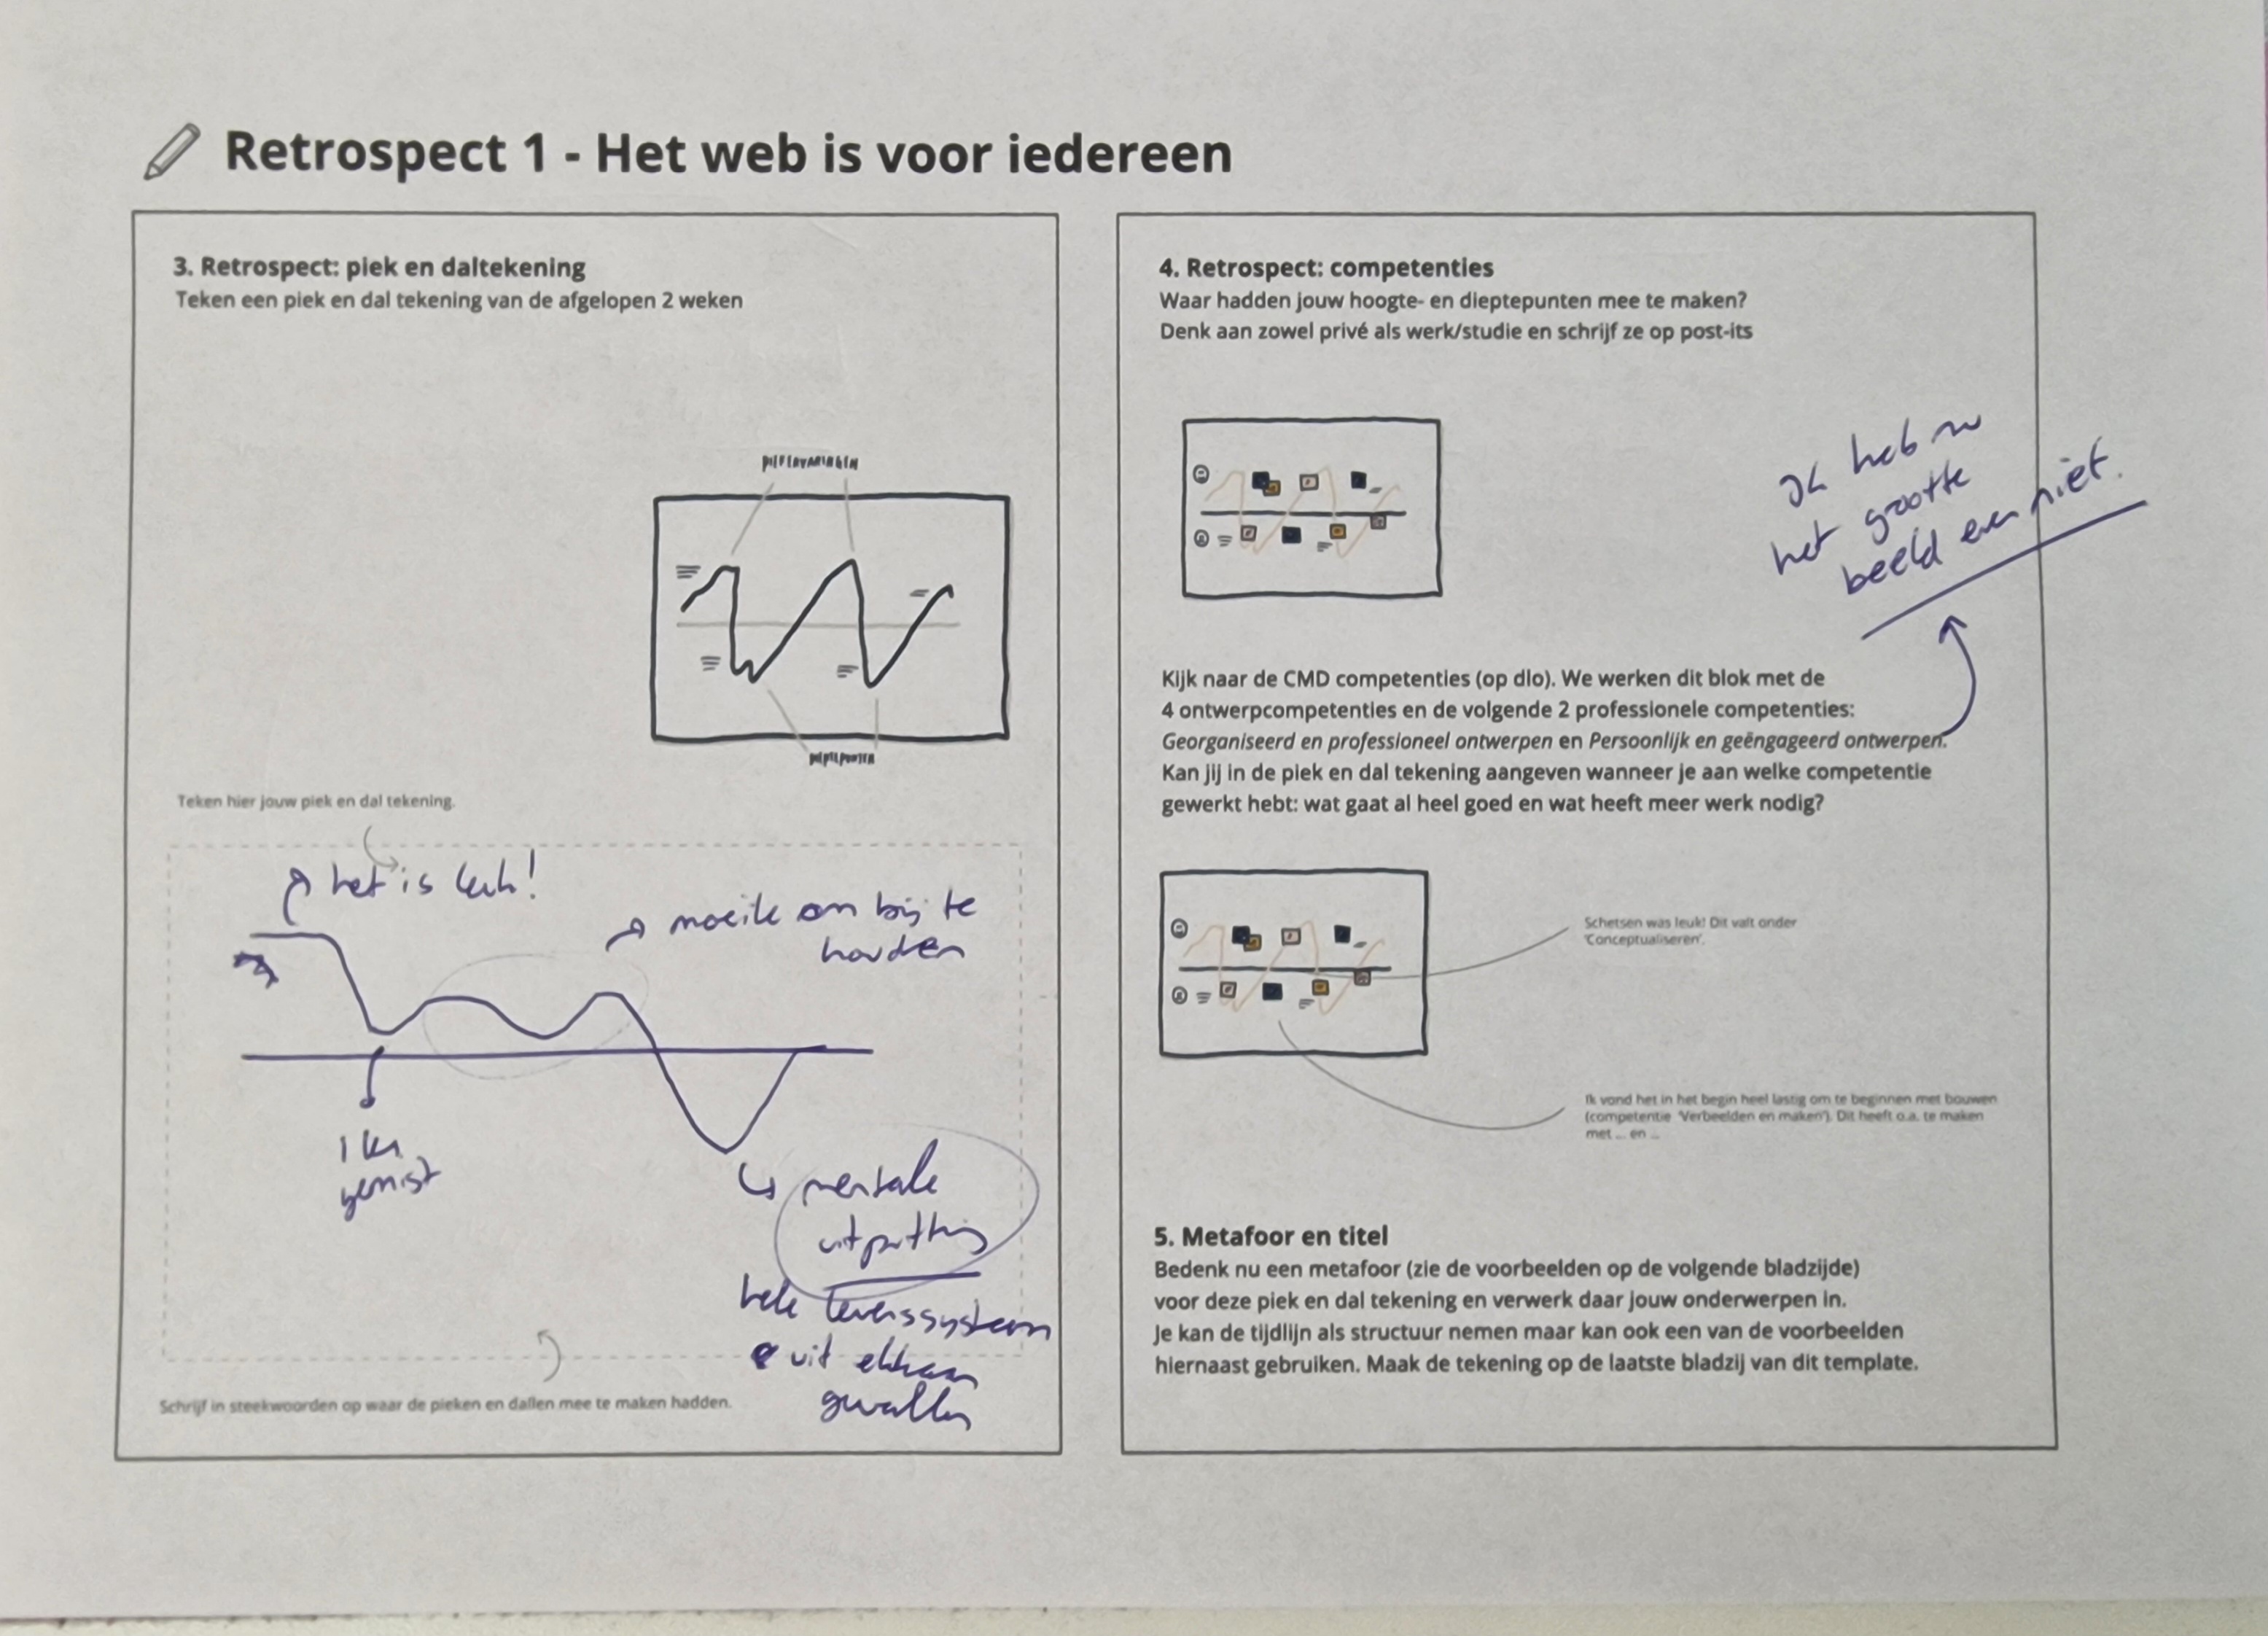 Retrospect 1 - Het web is voor iedereen
3. Retrospect: piek en daltekening
Teken een piek en dal tekening van de afgelopen 2 weken
PIEKERVARINGEN
DIEPTEPUNTEN
Teken hier jouw piek en dal tekening.
het is leuk!
moeite om bij te
houden
1 les
gemist
mentale
uitputting
hele levenssysteem
uit elkaar
gevallen
Schrijf in steekwoorden op waar de pieken en dallen mee te maken hadden.
4. Retrospect: competenties
Waar hadden jouw hoogte- en dieptepunten mee te maken?
Denk aan zowel privé als werk/studie en schrijf ze op post-its
Ik heb nu
het grootte
beeld even niet.
Kijk naar de CMD competenties (op dlo). We werken dit blok met de
4 ontwerpcompetenties en de volgende 2 professionele competenties:
Georganiseerd en professioneel ontwerpen en Persoonlijk en geëngageerd ontwerpen.
Kan jij in de piek en dal tekening aangeven wanneer je aan welke competentie
gewerkt hebt: wat gaat al heel goed en wat heeft meer werk nodig?
Schetsen was leuk! Dit valt onder
'Conceptualiseren'.
Ik vond het in het begin heel lastig om te beginnen met bouwen
(competentie 'Verbeelden en maken'). Dit heeft o.a. te maken
met ... en ...
5. Metafoor en titel
Bedenk nu een metafoor (zie de voorbeelden op de volgende bladzijde)
voor deze piek en dal tekening en verwerk daar jouw onderwerpen in.
Je kan de tijdlijn als structuur nemen maar kan ook een van de voorbeelden
hiernaast gebruiken. Maak de tekening op de laatste bladzij van dit template.